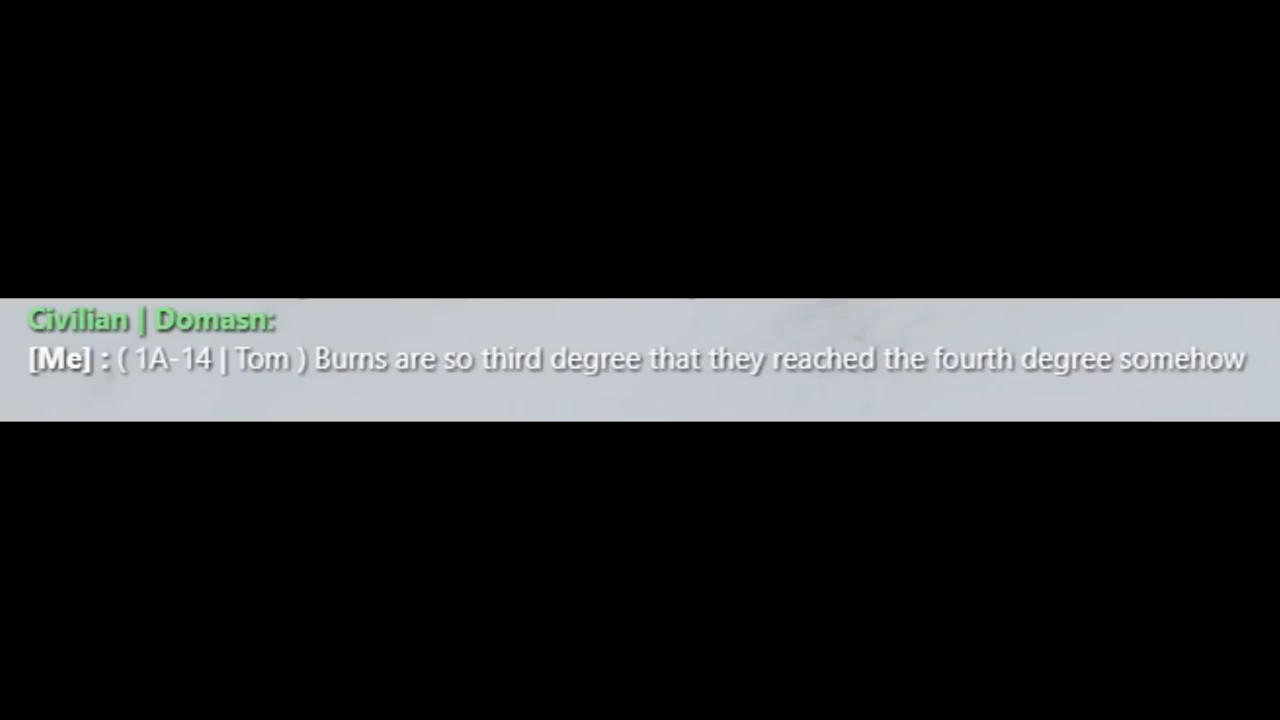 Civilian | Domasn:
[Me] : ( 1A-14 | Tom ) Burns are so third degree that they reached the fourth degree somehow